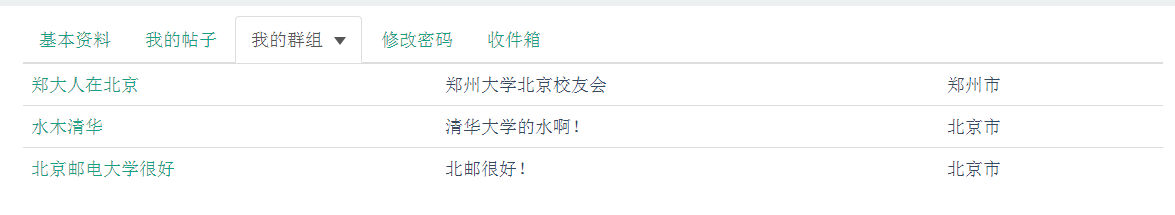 基本资料 我的帖子 我的群组 修改密码 收件箱
郑大人在北京 郑州大学北京校友会 郑州市
水木清华 清华大学的水啊！ 北京市
北京邮电大学很好 北邮很好！ 北京市